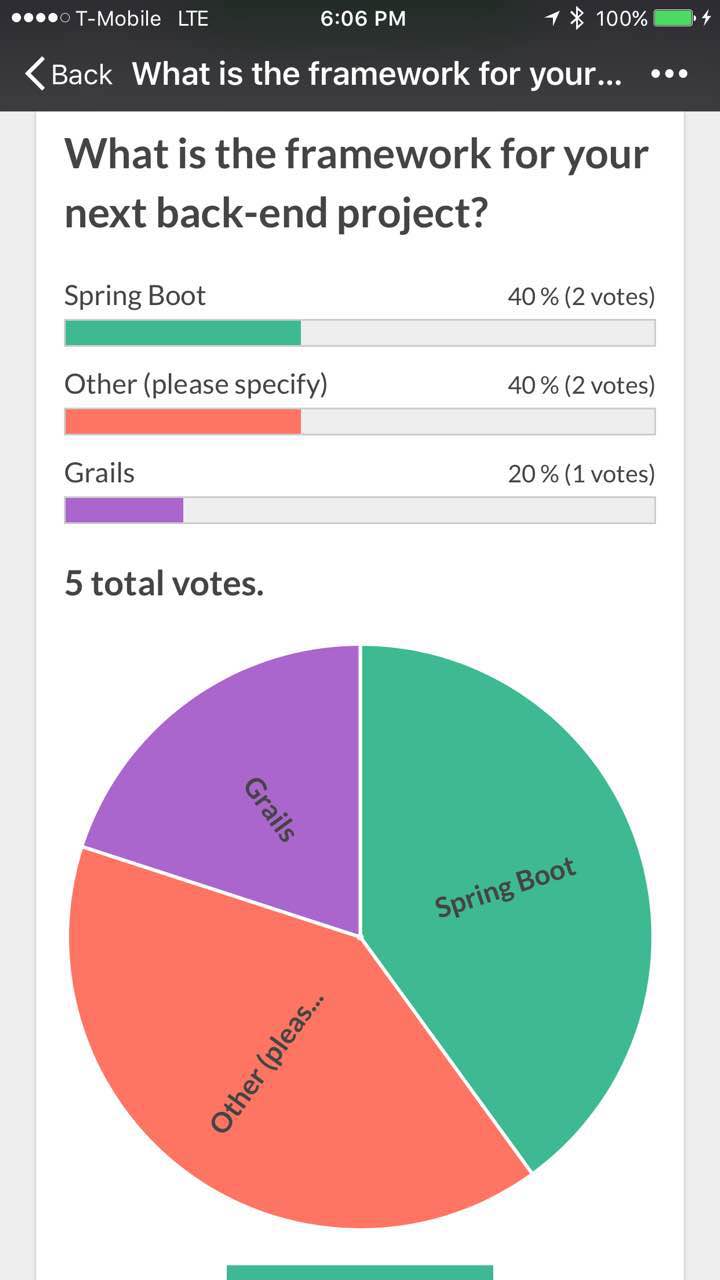 T-Mobile LTE 6:06 PM 100%
Back What is the framework for your...
What is the framework for your
next back-end project?
Spring Boot 40 % (2 votes)
Other (please specify) 40 % (2 votes)
Grails 20 % (1 votes)
5 total votes.
Grails
Spring Boot
Other (pleas...